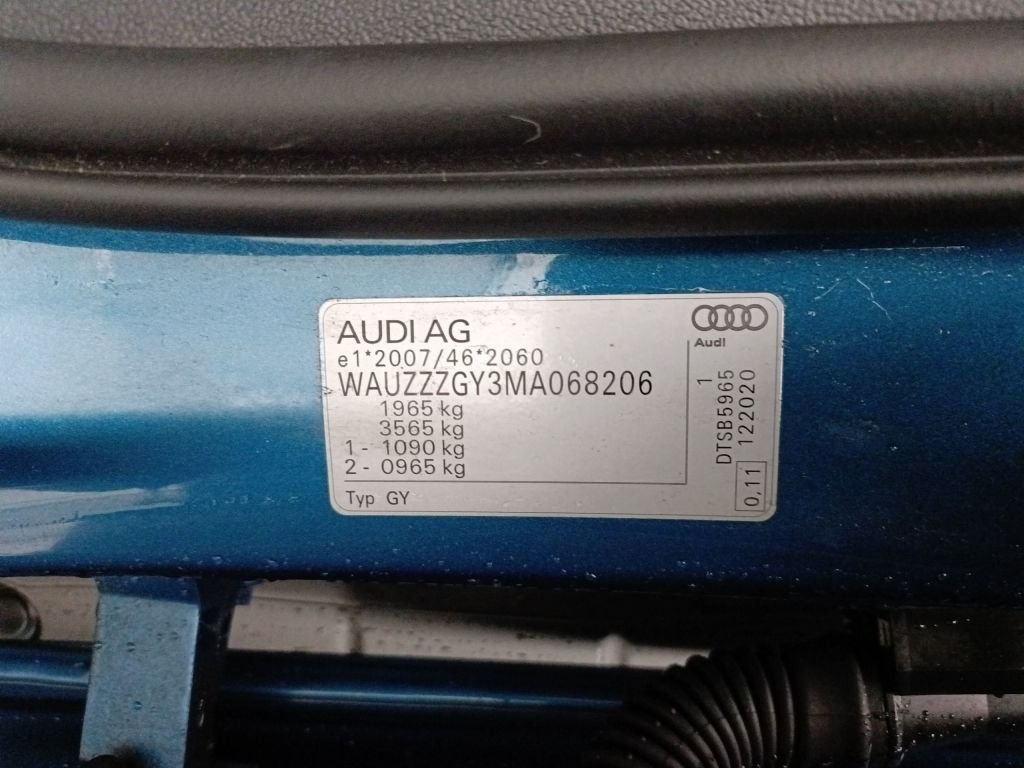 AUDI AG
e1*2007/46*2060
WAUZZZGY3MA068206
1965 kg
3565 kg
1 - 1090 kg
2 - 0965 kg
Typ GY
Audi
DTSB5965 1
122020
0,11